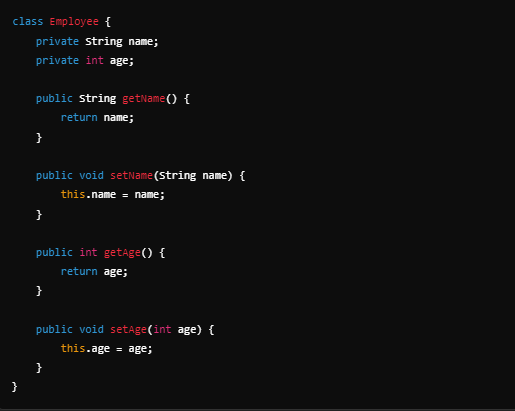 class Employee {
    private String name;
    private int age;

    public String getName() {
        return name;
    }

    public void setName(String name) {
        this.name = name;
    }

    public int getAge() {
        return age;
    }

    public void setAge(int age) {
        this.age = age;
    }
}